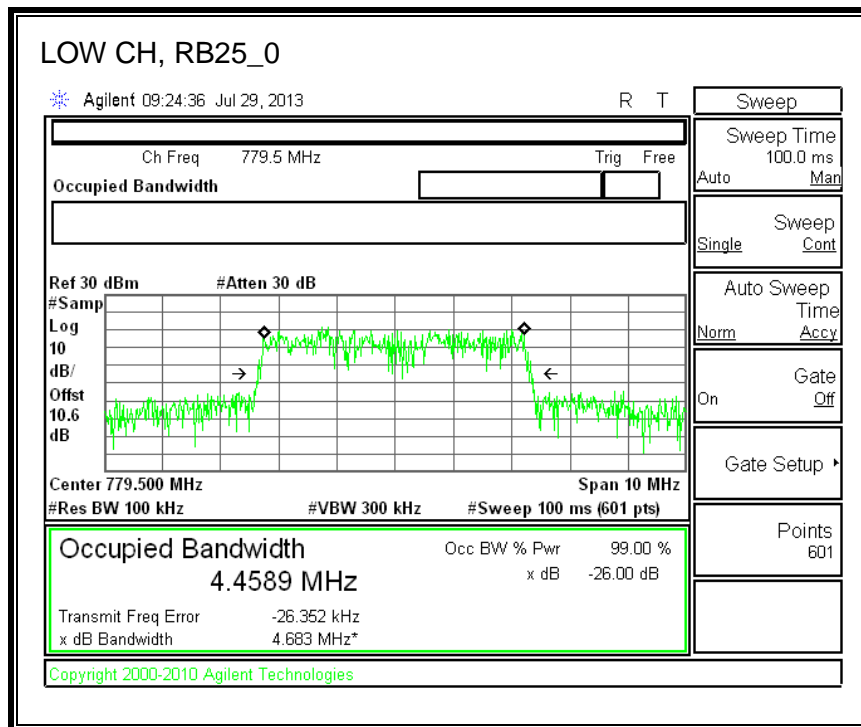 LOW CH, RB25_0
Agilent 09:24:36 Jul 29, 2013 R T
Ch Freq 779.5 MHz Trig Free
Occupied Bandwidth
Ref 30 dBm #Atten 30 dB
#Samp
Log
10
dB/
Offst
10.6
dB
Center 779.500 MHz Span 10 MHz
#Res BW 100 kHz #VBW 300 kHz #Sweep 100 ms (601 pts)
Occupied Bandwidth Occ BW % Pwr 99.00 %
4.4589 MHz x dB -26.00 dB
Transmit Freq Error -26.352 kHz
x dB Bandwidth 4.683 MHz*
Copyright 2000-2010 Agilent Technologies
Sweep
Sweep Time
100.0 ms
Auto Man
Sweep
Single Cont
Auto Sweep
Time
Norm Accy
Gate
On Off
Gate Setup
Points
601